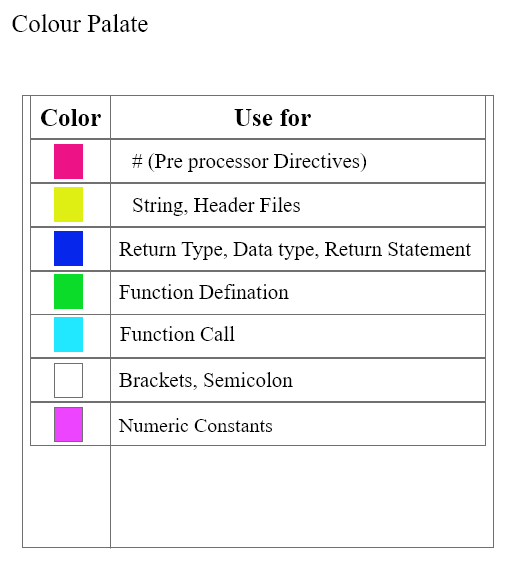 Colour Palate
Color Use for
# (Pre processor Directives)
String, Header Files
Return Type, Data type, Return Statement
Function Defination
Function Call
Brackets, Semicolon
Numeric Constants